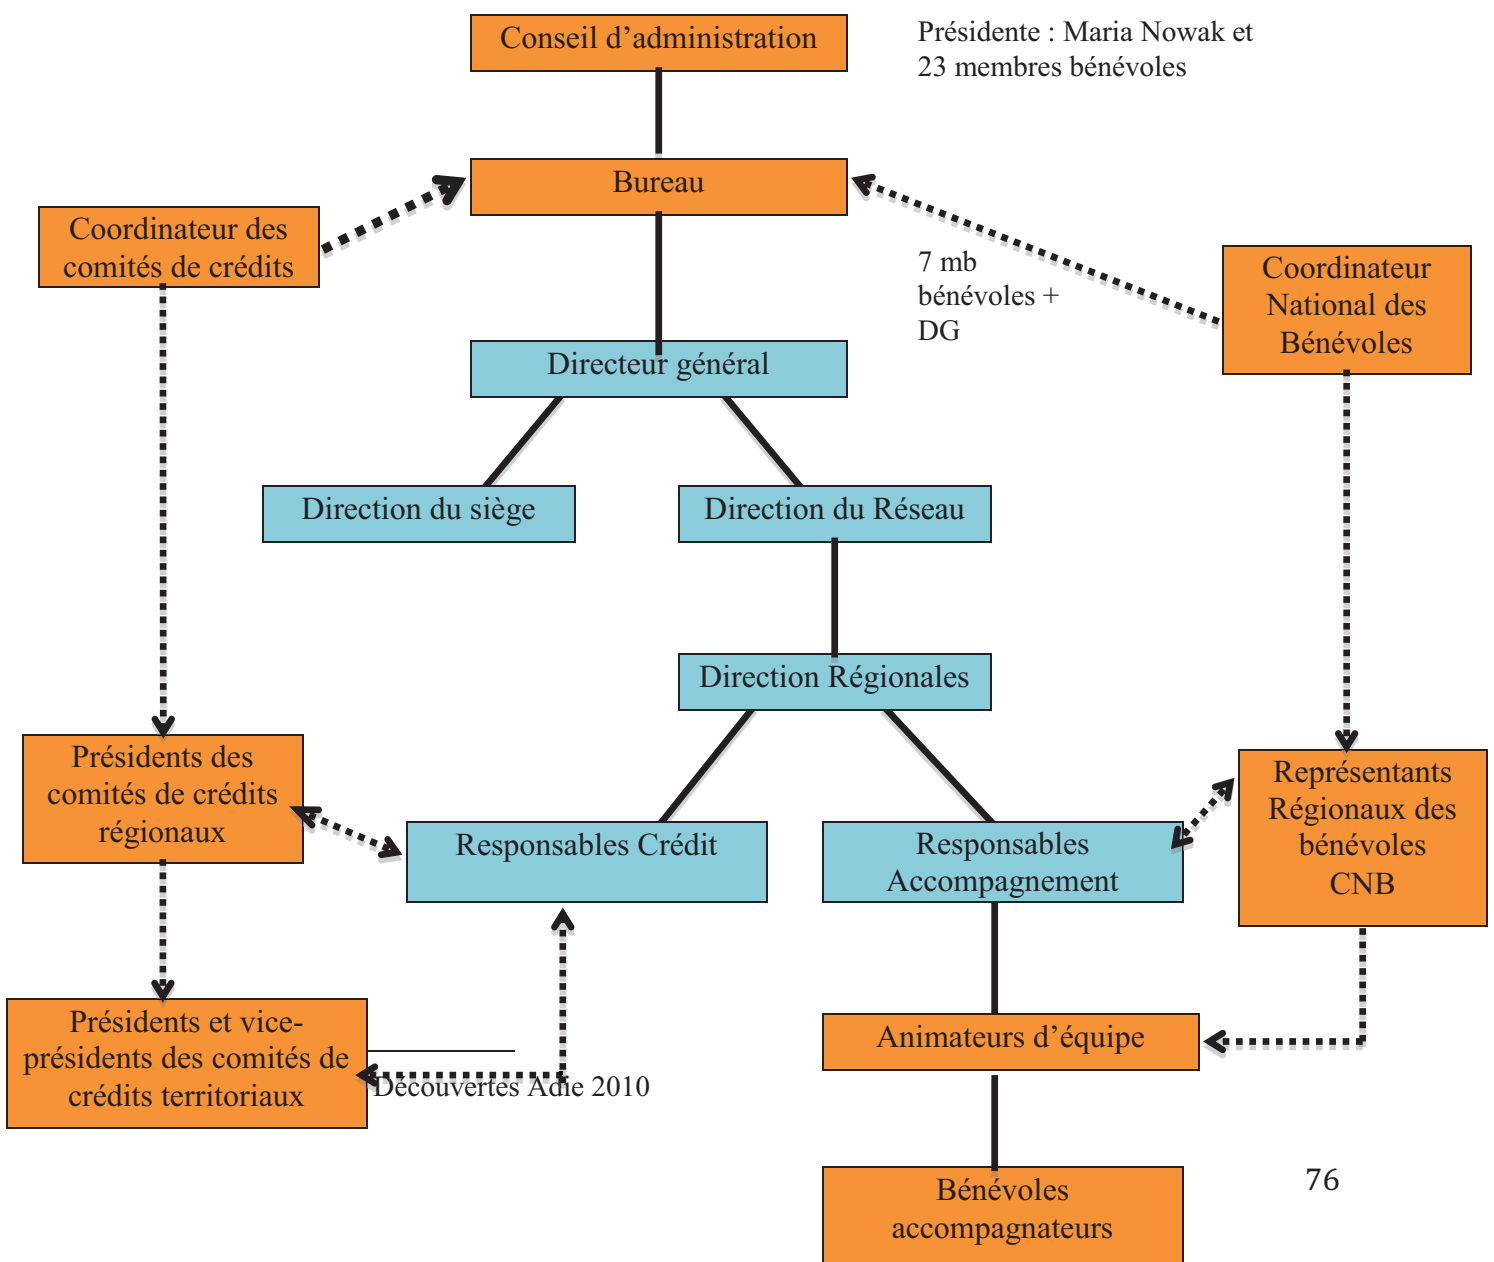 Conseil d’administration
Présidente : Maria Nowak et
23 membres bénévoles
Bureau
Coordinateur des
comités de crédits
7 mb
bénévoles +
DG
Coordinateur
National des
Bénévoles
Directeur général
Direction du siège
Direction du Réseau
Direction Régionales
Présidents des
comités de crédits
régionaux
Responsables Crédit
Responsables
Accompagnement
Représentants
Régionaux des
bénévoles
CNB
Présidents et vice-
présidents des comités de
crédits territoriaux
Animateurs d’équipe
Découvertes Adie 2010
Bénévoles
accompagnateurs
76